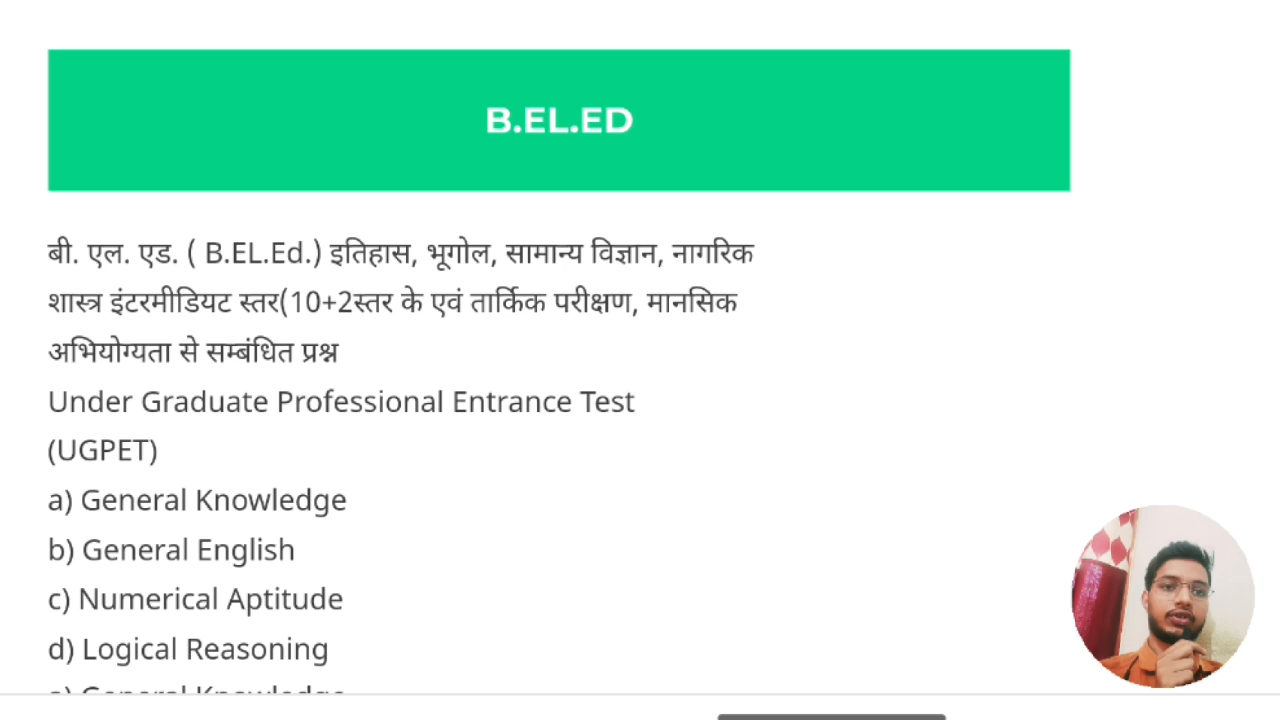 B.EL.ED
बी. एल. एड. ( B.EL.Ed.) इतिहास, भूगोल, सामान्य विज्ञान, नागरिक
शास्त्र इंटरमीडियट स्तर(10+2स्तर के एवं तार्किक परीक्षण, मानसिक
अभियोग्यता से सम्बंधित प्रश्न
Under Graduate Professional Entrance Test
(UGPET)
a) General Knowledge
b) General English
c) Numerical Aptitude
d) Logical Reasoning